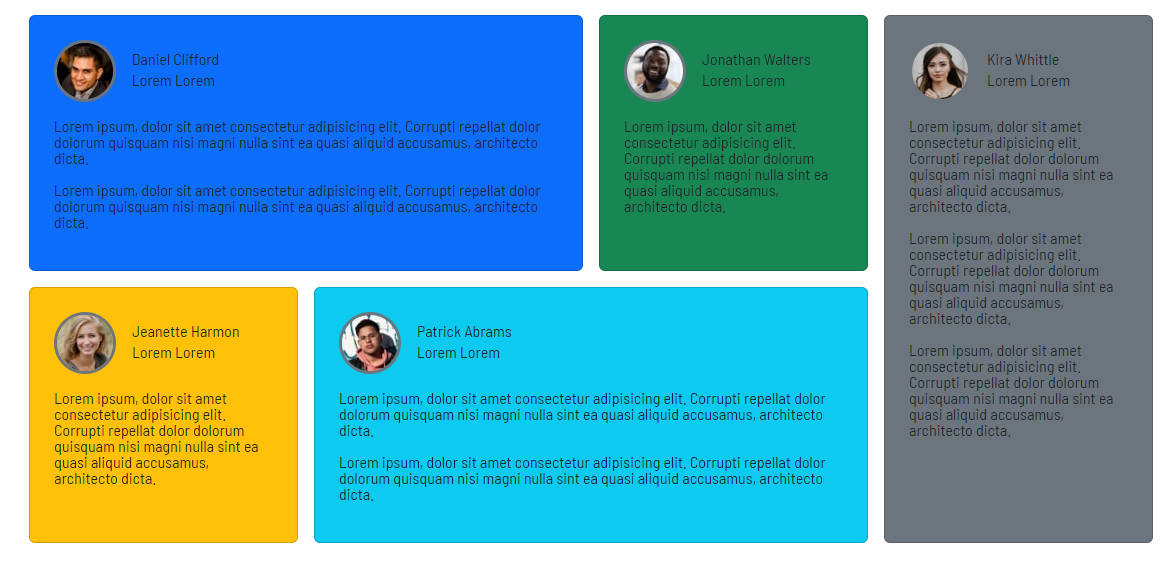 Daniel Clifford
Lorem Lorem
Lorem ipsum, dolor sit amet consectetur adipisicing elit. Corrupti repellat dolor
dolorum quisquam nisi magni nulla sint ea quasi aliquid accusamus, architecto
dicta.
Lorem ipsum, dolor sit amet consectetur adipisicing elit. Corrupti repellat dolor
dolorum quisquam nisi magni nulla sint ea quasi aliquid accusamus, architecto
dicta.
Jonathan Walters
Lorem Lorem
Lorem ipsum, dolor sit amet
consectetur adipisicing elit.
Corrupti repellat dolor dolorum
quisquam nisi magni nulla sint ea
quasi aliquid accusamus,
architecto dicta.
Kira Whittle
Lorem Lorem
Lorem ipsum, dolor sit amet
consectetur adipisicing elit.
Corrupti repellat dolor dolorum
quisquam nisi magni nulla sint ea
quasi aliquid accusamus,
architecto dicta.
Lorem ipsum, dolor sit amet
consectetur adipisicing elit.
Corrupti repellat dolor dolorum
quisquam nisi magni nulla sint ea
quasi aliquid accusamus,
architecto dicta.
Lorem ipsum, dolor sit amet
consectetur adipisicing elit.
Corrupti repellat dolor dolorum
quisquam nisi magni nulla sint ea
quasi aliquid accusamus,
architecto dicta.
Jeanette Harmon
Lorem Lorem
Lorem ipsum, dolor sit amet
consectetur adipisicing elit.
Corrupti repellat dolor dolorum
quisquam nisi magni nulla sint ea
quasi aliquid accusamus,
architecto dicta.
Patrick Abrams
Lorem Lorem
Lorem ipsum, dolor sit amet consectetur adipisicing elit. Corrupti repellat dolor
dolorum quisquam nisi magni nulla sint ea quasi aliquid accusamus, architecto
dicta.
Lorem ipsum, dolor sit amet consectetur adipisicing elit. Corrupti repellat dolor
dolorum quisquam nisi magni nulla sint ea quasi aliquid accusamus, architecto
dicta.